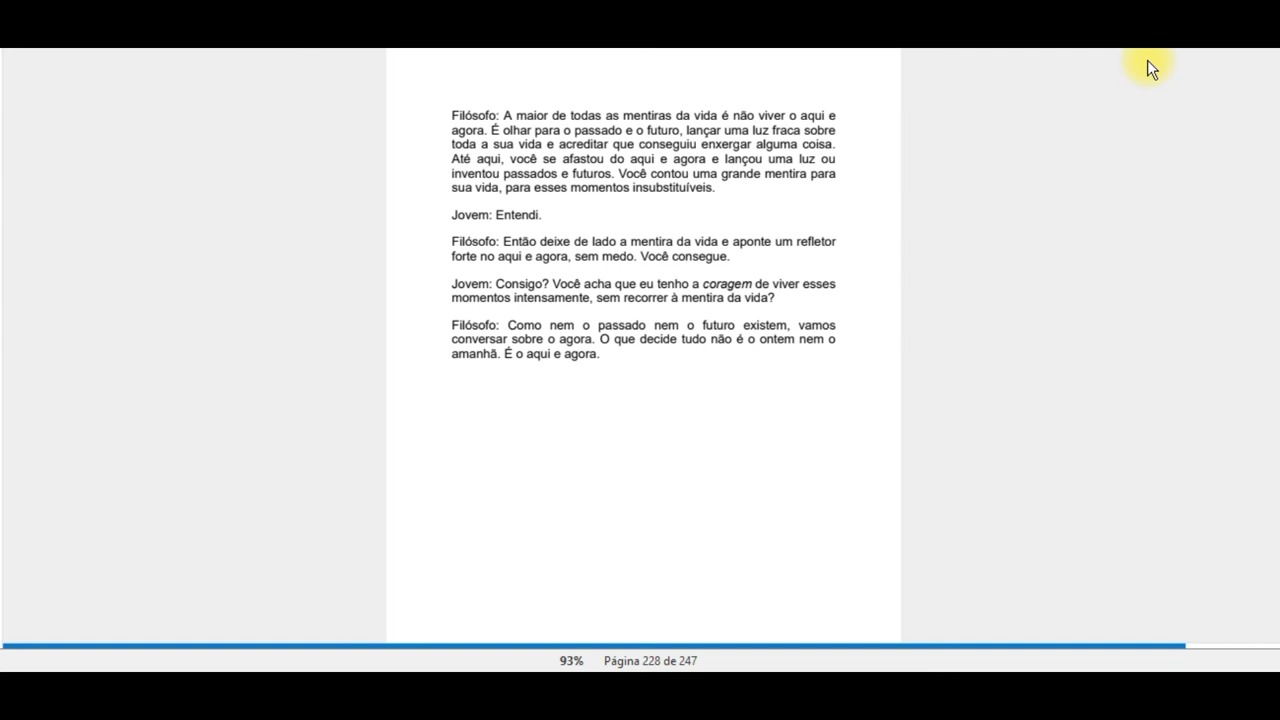 Filósofo: A maior de todas as mentiras da vida é não viver o aqui e
agora. É olhar para o passado e o futuro, lançar uma luz fraca sobre
toda a sua vida e acreditar que conseguiu enxergar alguma coisa.
Até aqui, você se afastou do aqui e agora e lançou uma luz ou
inventou passados e futuros. Você contou uma grande mentira para
sua vida, para esses momentos insubstituíveis.
Jovem: Entendi.
Filósofo: Então deixe de lado a mentira da vida e aponte um refletor
forte no aqui e agora, sem medo. Você consegue.
Jovem: Consigo? Você acha que eu tenho a coragem de viver esses
momentos intensamente, sem recorrer à mentira da vida?
Filósofo: Como nem o passado nem o futuro existem, vamos
conversar sobre o agora. O que decide tudo não é o ontem nem o
amanhã. É o aqui e agora.
93% Página 228 de 247